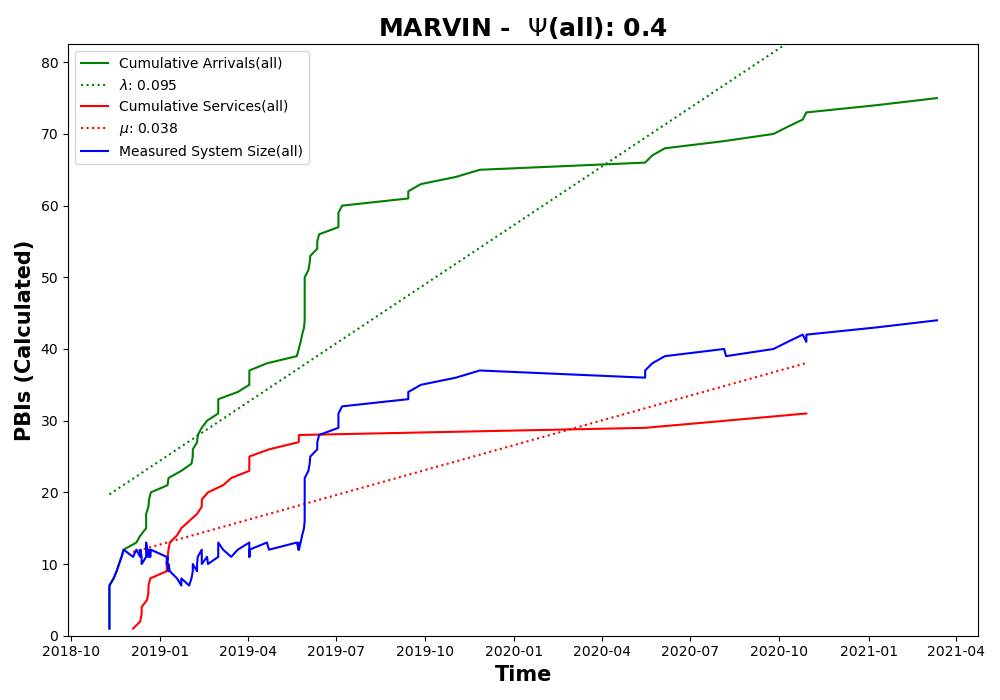 MARVIN -  Ψ(all): 0.4
Cumulative Arrivals(all)
λ: 0.095
Cumulative Services(all)
μ: 0.038
Measured System Size(all)
PBIs (Calculated)
80
70
60
50
40
30
20
10
0
2018-10 2019-01 2019-04 2019-07 2019-10 2020-01 2020-04 2020-07 2020-10 2021-01 2021-04
Time